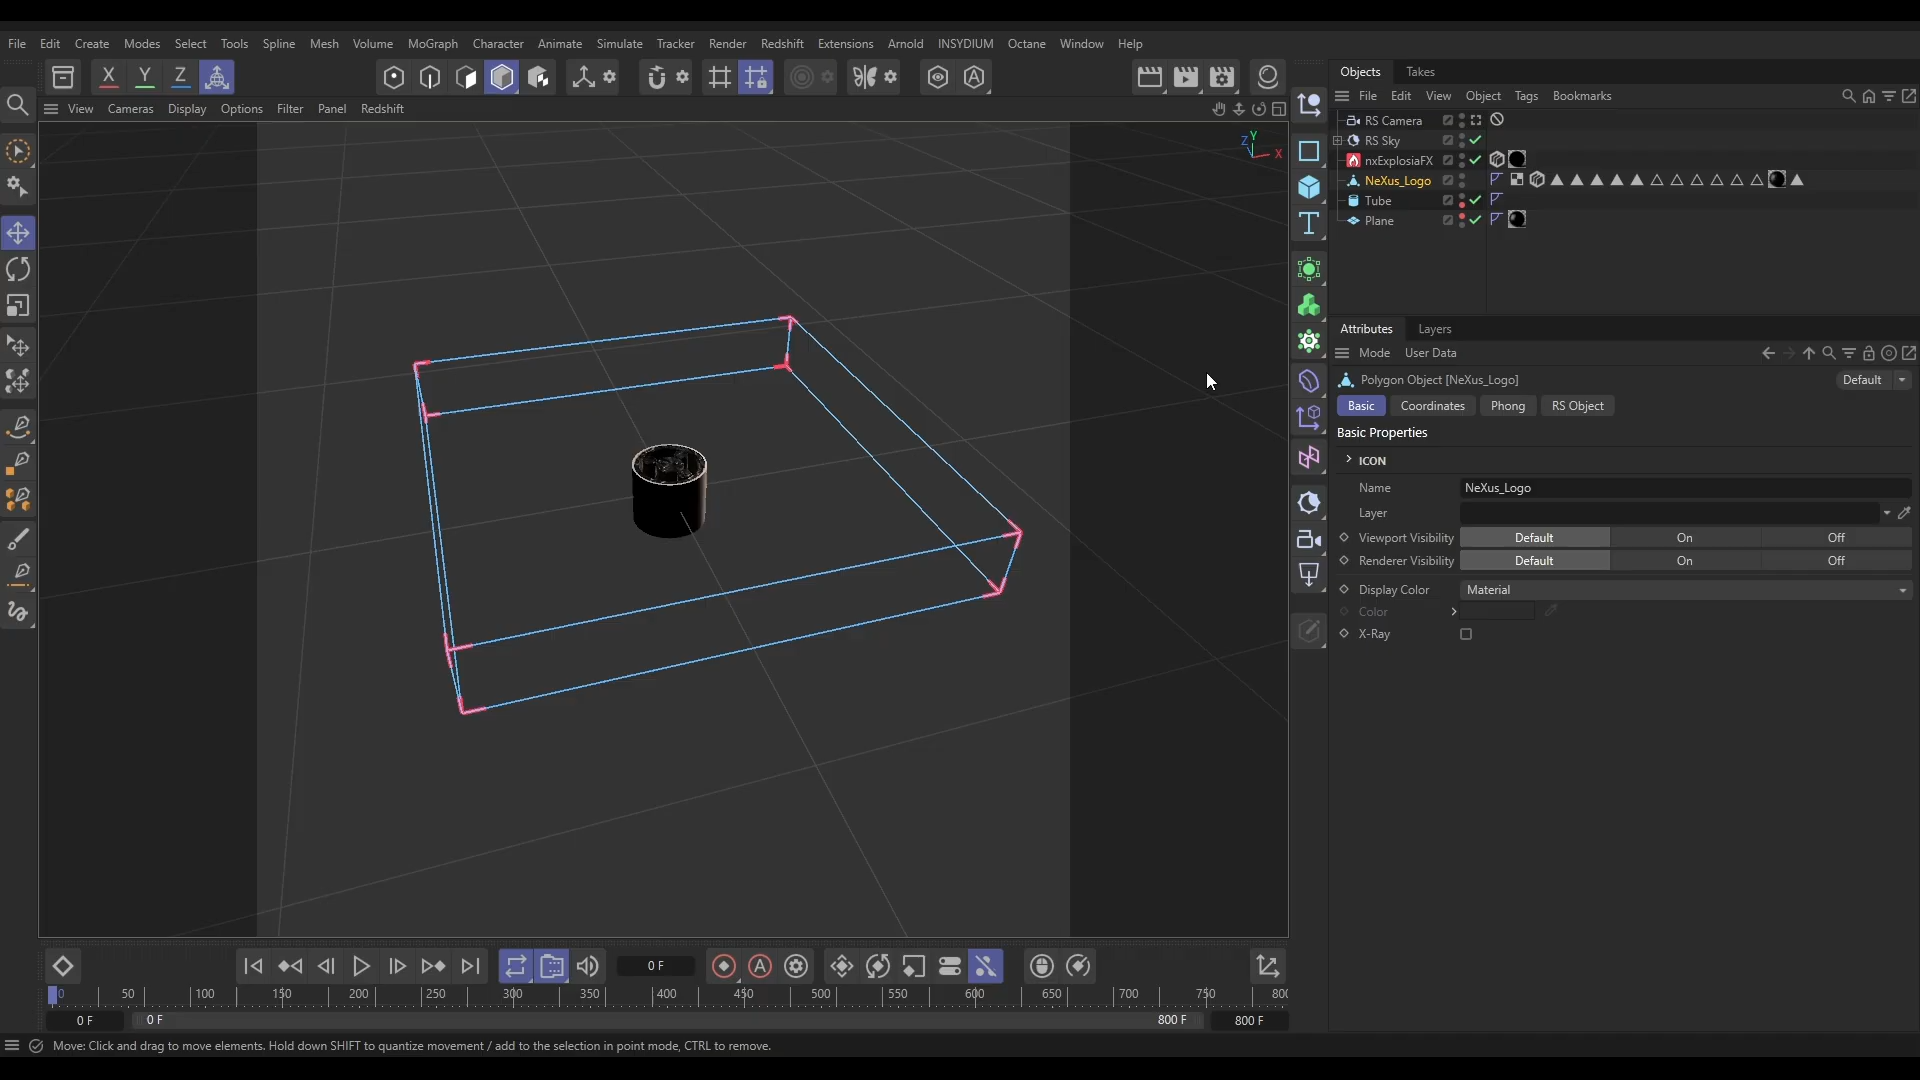 File Edit Create Modes Select Tools Spline Mesh Volume MoGraph Character Animate Simulate Tracker Render Redshift Extensions Arnold INSYDIUM Octane Window Help
X Y Z
View Cameras Display Options Filter Panel Redshift
Z Y X
T
Objects Takes
File Edit View Object Tags Bookmarks
RS Camera
RS Sky
nxExplosiaFX
NeXus_Logo
Tube
Plane
Attributes Layers
Mode User Data
Polygon Object [NeXus_Logo] Default
Basic Coordinates Phong RS Object
Basic Properties
ICON
Name NeXus_Logo
Layer
Viewport Visibility Default On Off
Renderer Visibility Default On Off
Display Color Material
Color
X-Ray
0 F
0 50 100 150 200 250 300 350 400 450 500 550 600 650 700 750 800
0 F 0 F 800 F 800 F
Move: Click and drag to move elements. Hold down SHIFT to quantize movement / add to the selection in point mode, CTRL to remove.